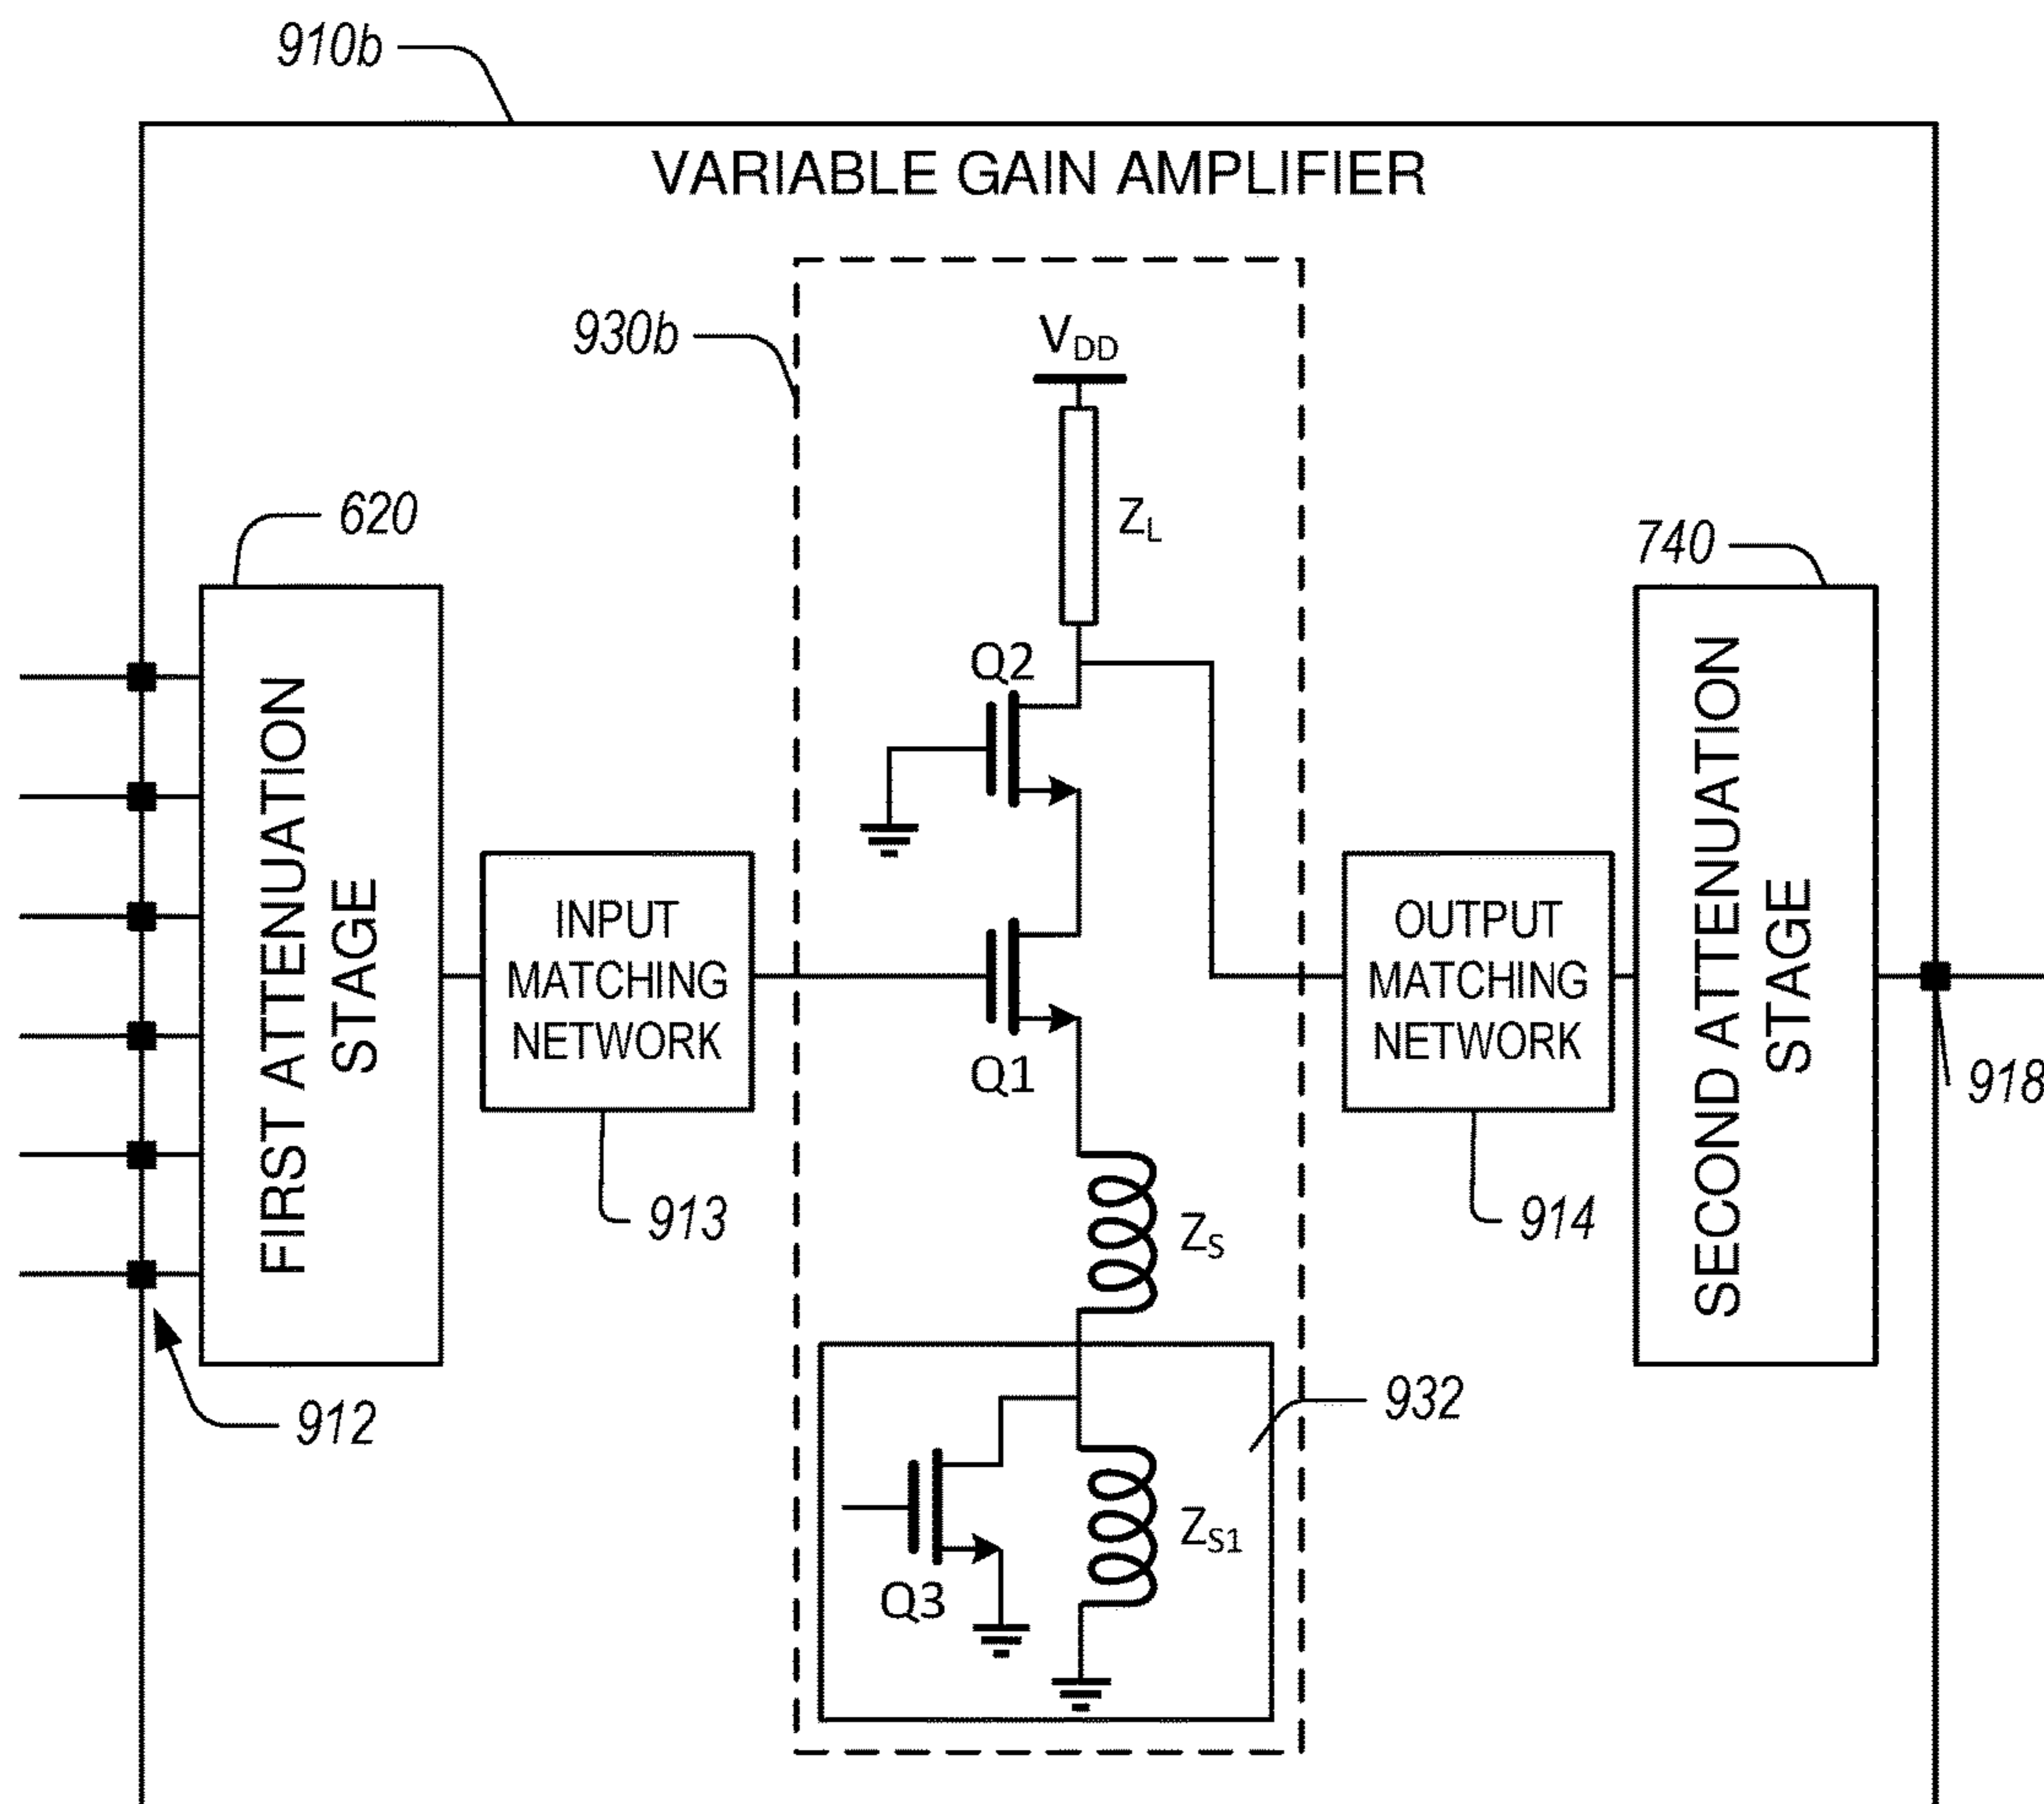 910b
VARIABLE GAIN AMPLIFIER
930b
VDD
ZL
620
740
Q2
FIRST ATTENUATION
STAGE
INPUT
MATCHING
NETWORK
Q1
OUTPUT
MATCHING
NETWORK
SECOND ATTENUATION
STAGE
918
913
ZS
914
912
932
ZS1
Q3